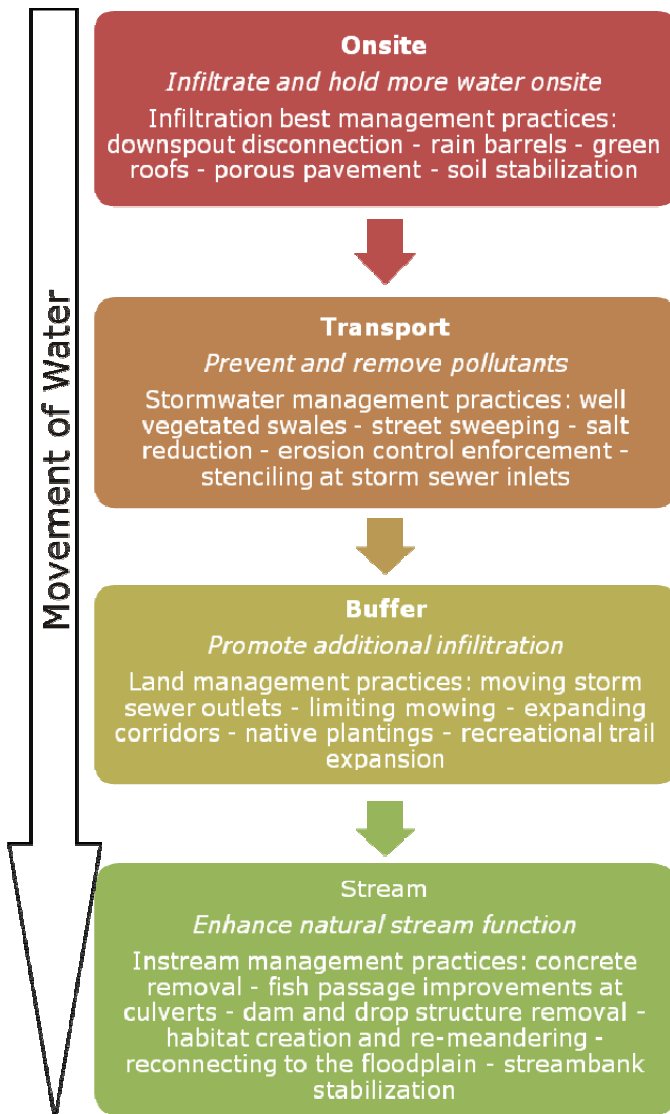 Movement of Water
Onsite
Infiltrate and hold more water onsite
Infiltration best management practices:
downspout disconnection - rain barrels - green
roofs - porous pavement - soil stabilization
Transport
Prevent and remove pollutants
Stormwater management practices: well
vegetated swales - street sweeping - salt
reduction - erosion control enforcement -
stenciling at storm sewer inlets
Buffer
Promote additional infilitration
Land management practices: moving storm
sewer outlets - limiting mowing - expanding
corridors - native plantings - recreational trail
expansion
Stream
Enhance natural stream function
Instream management practices: concrete
removal - fish passage improvements at
culverts - dam and drop structure removal -
habitat creation and re-meandering -
reconnecting to the floodplain - streambank
stabilization